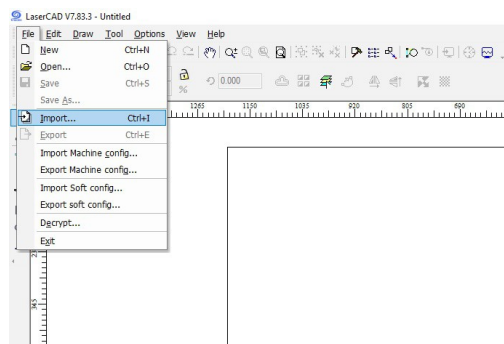 LaserCAD V7.83.3 - Untitled
File Edit Draw Tool Options View Help
New Ctrl+N
Open... Ctrl+O
Save Ctrl+S
Save As...
Import... Ctrl+I
Export Ctrl+E
Import Machine config...
Export Machine config...
Import Soft config...
Export soft config...
Decrypt...
Exit
%
0.000
1265 1150 1035 920 805 690
345